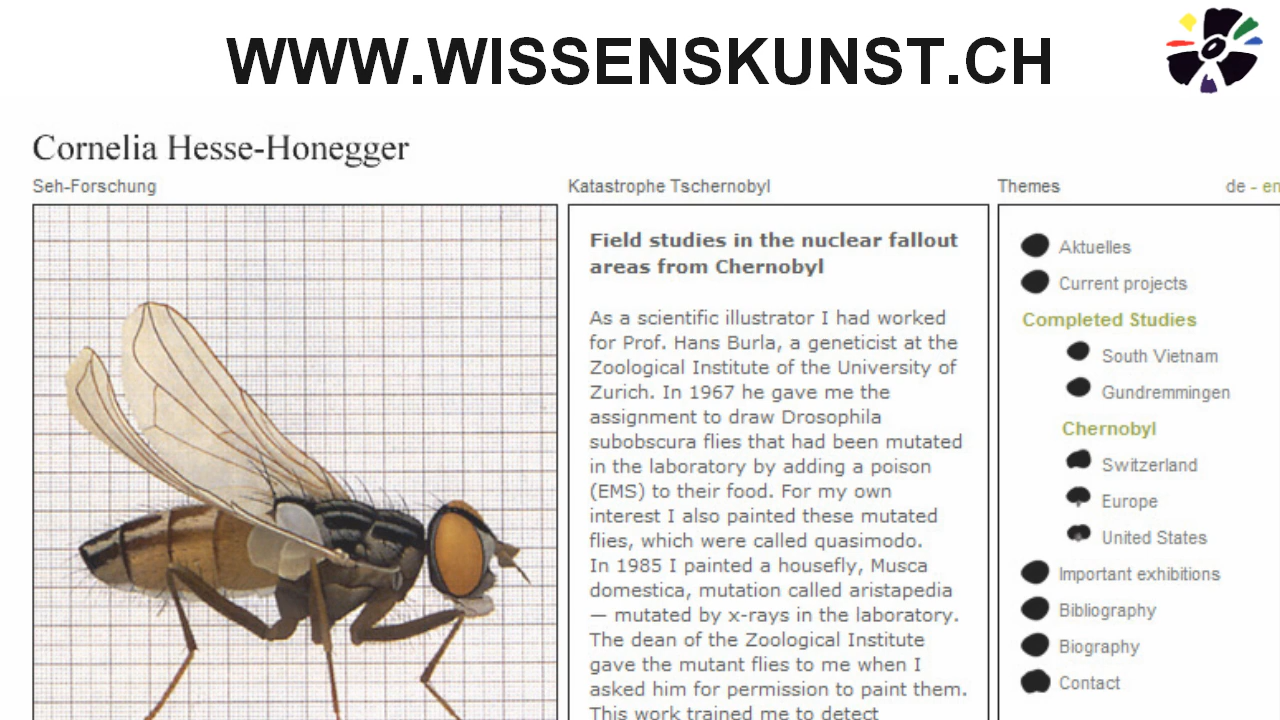 WWW.WISSENSKUNST.CH
Cornelia Hesse-Honegger
Seh-Forschung
Katastrophe Tschernobyl
Field studies in the nuclear fallout
areas from Chernobyl
As a scientific illustrator I had worked
for Prof. Hans Burla, a geneticist at the
Zoological Institute of the University of
Zurich. In 1967 he gave me the
assignment to draw Drosophila
subobscura flies that had been mutated
in the laboratory by adding a poison
(EMS) to their food. For my own
interest I also painted these mutated
flies, which were called quasimodo.
In 1985 I painted a housefly, Musca
domestica, mutation called aristapedia
— mutated by x-rays in the laboratory.
The dean of the Zoological Institute
gave the mutant flies to me when I
asked him for permission to paint them.
This work trained me to detect
Themes
de - en
Aktuelles
Current projects
Completed Studies
South Vietnam
Gundremmingen
Chernobyl
Switzerland
Europe
United States
Important exhibitions
Bibliography
Biography
Contact